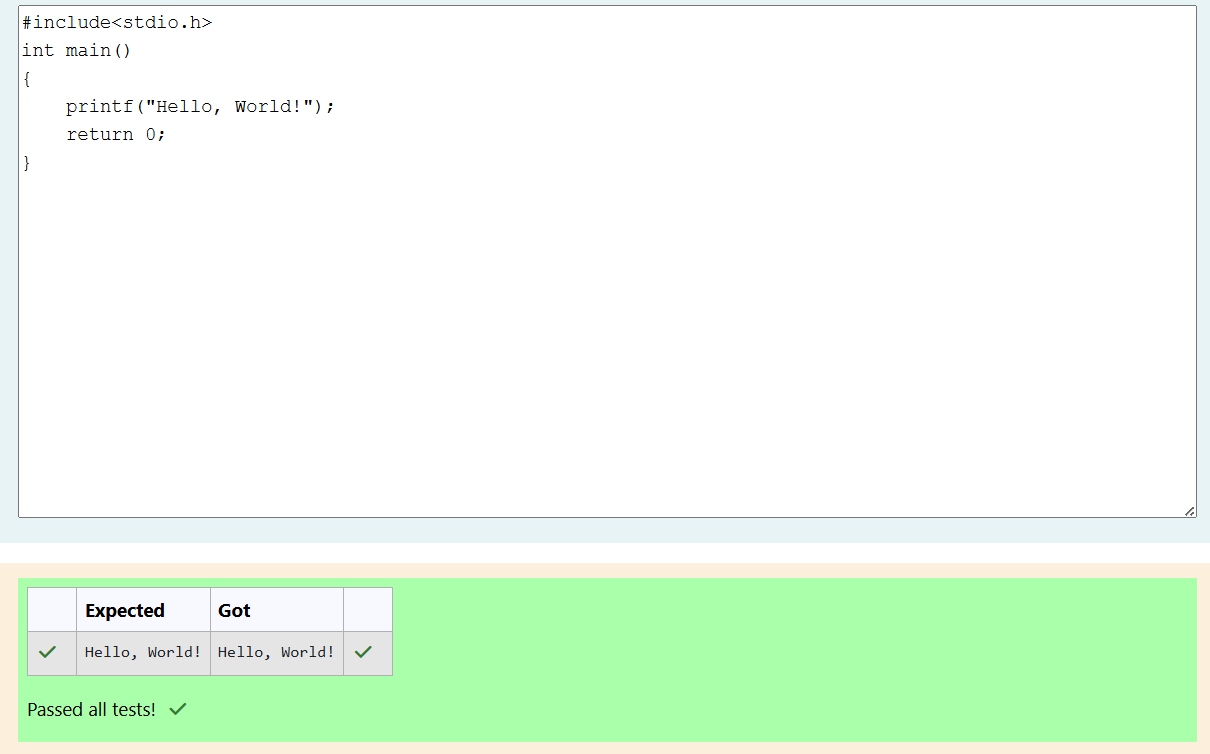 #include<stdio.h>
int main()
{
    printf("Hello, World!");
    return 0;
}
Expected Got
Hello, World! Hello, World!
Passed all tests!